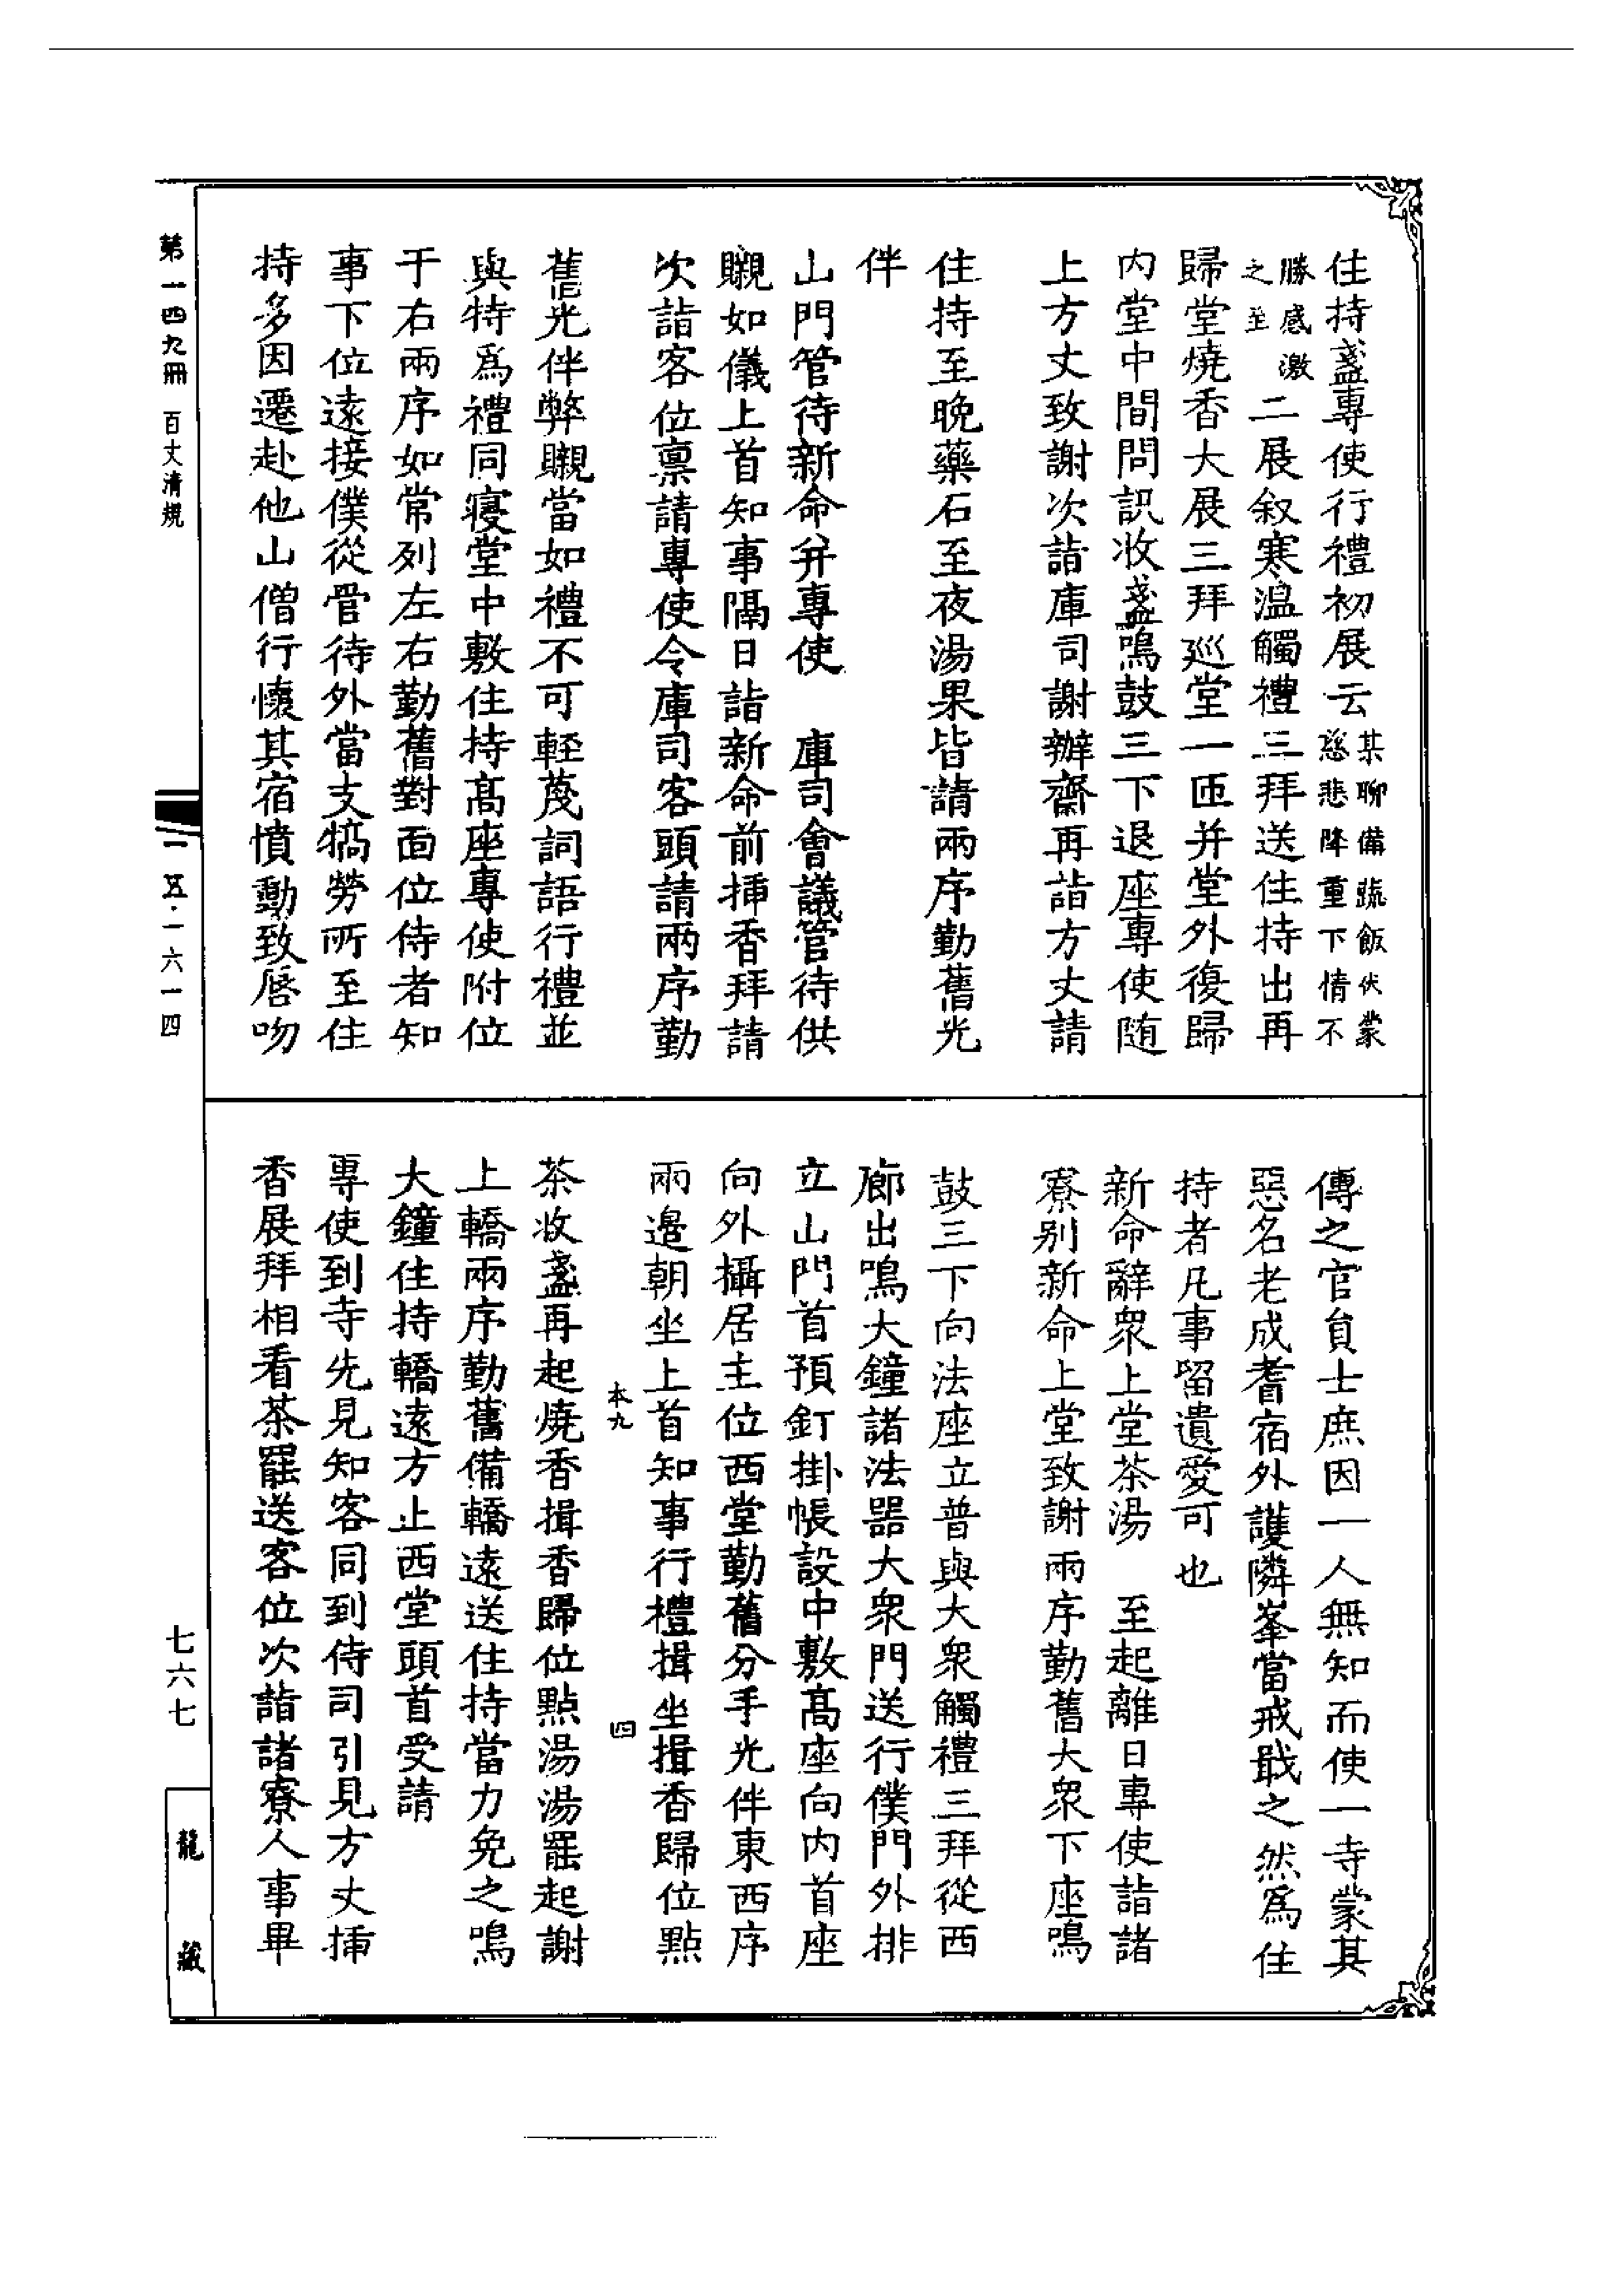 住持盞專使行禮初展云某聊備蔬飯伏蒙慈悲降重下情不
勝感激之至二展叙寒溫觸禮三拜送住持出再
歸堂燒香大展三拜巡堂一匝并堂外復歸
内堂中間問訊收盞鳴鼓三下退座專使随
上方丈致謝次詣庫司謝辦齋再詣方丈請
住持至晚藥石至夜湯果皆請兩序勤舊光
伴
山門管待新命并專使　庫司會議管待供
䞋如儀上首知事隔日詣新命前揷香拜請
次詣客位禀請專使令庫司客頭請兩序勤
舊光伴弊䞋當如禮不可輕蔑詞語行禮並
與特爲禮同寢堂中敷住持髙座專使附位
于右兩序如常列左右勤舊對面位侍者知
事下位遠接僕從管待外當支犒勞所至住
持多因遷赴他山僧行懷其宿憤動致唇吻
傳之官員士庶因一人無知而使一寺蒙其
惡名老成耆宿外護隣峯當戒戢之然爲住
持者凡事留遺愛可也
新命辭衆上堂茶湯　至起離日專使詣諸
寮别新命上堂致謝兩序勤舊大衆下座鳴
鼓三下向法座立普與大衆觸禮三拜從西
廊出鳴大鐘諸法器大衆門送行僕門外排
立山門首預釘掛帳設中敷髙座向内首座
向外攝居主位西堂勤舊分手光伴東西序
兩邊朝坐上首知事行禮揖坐揖香歸位點
本九　四
茶收盞再起燒香揖香歸位點湯湯罷起謝
上轎兩序勤舊備轎遠送住持當力免之鳴
大鐘住持轎遠方止西堂頭首受請
專使到寺先見知客同到侍司引見方丈揷
香展拜相看茶罷送客位次詣諸寮人事畢
第一四九冊　百丈清規
一五·一六一四
七六七
龍藏